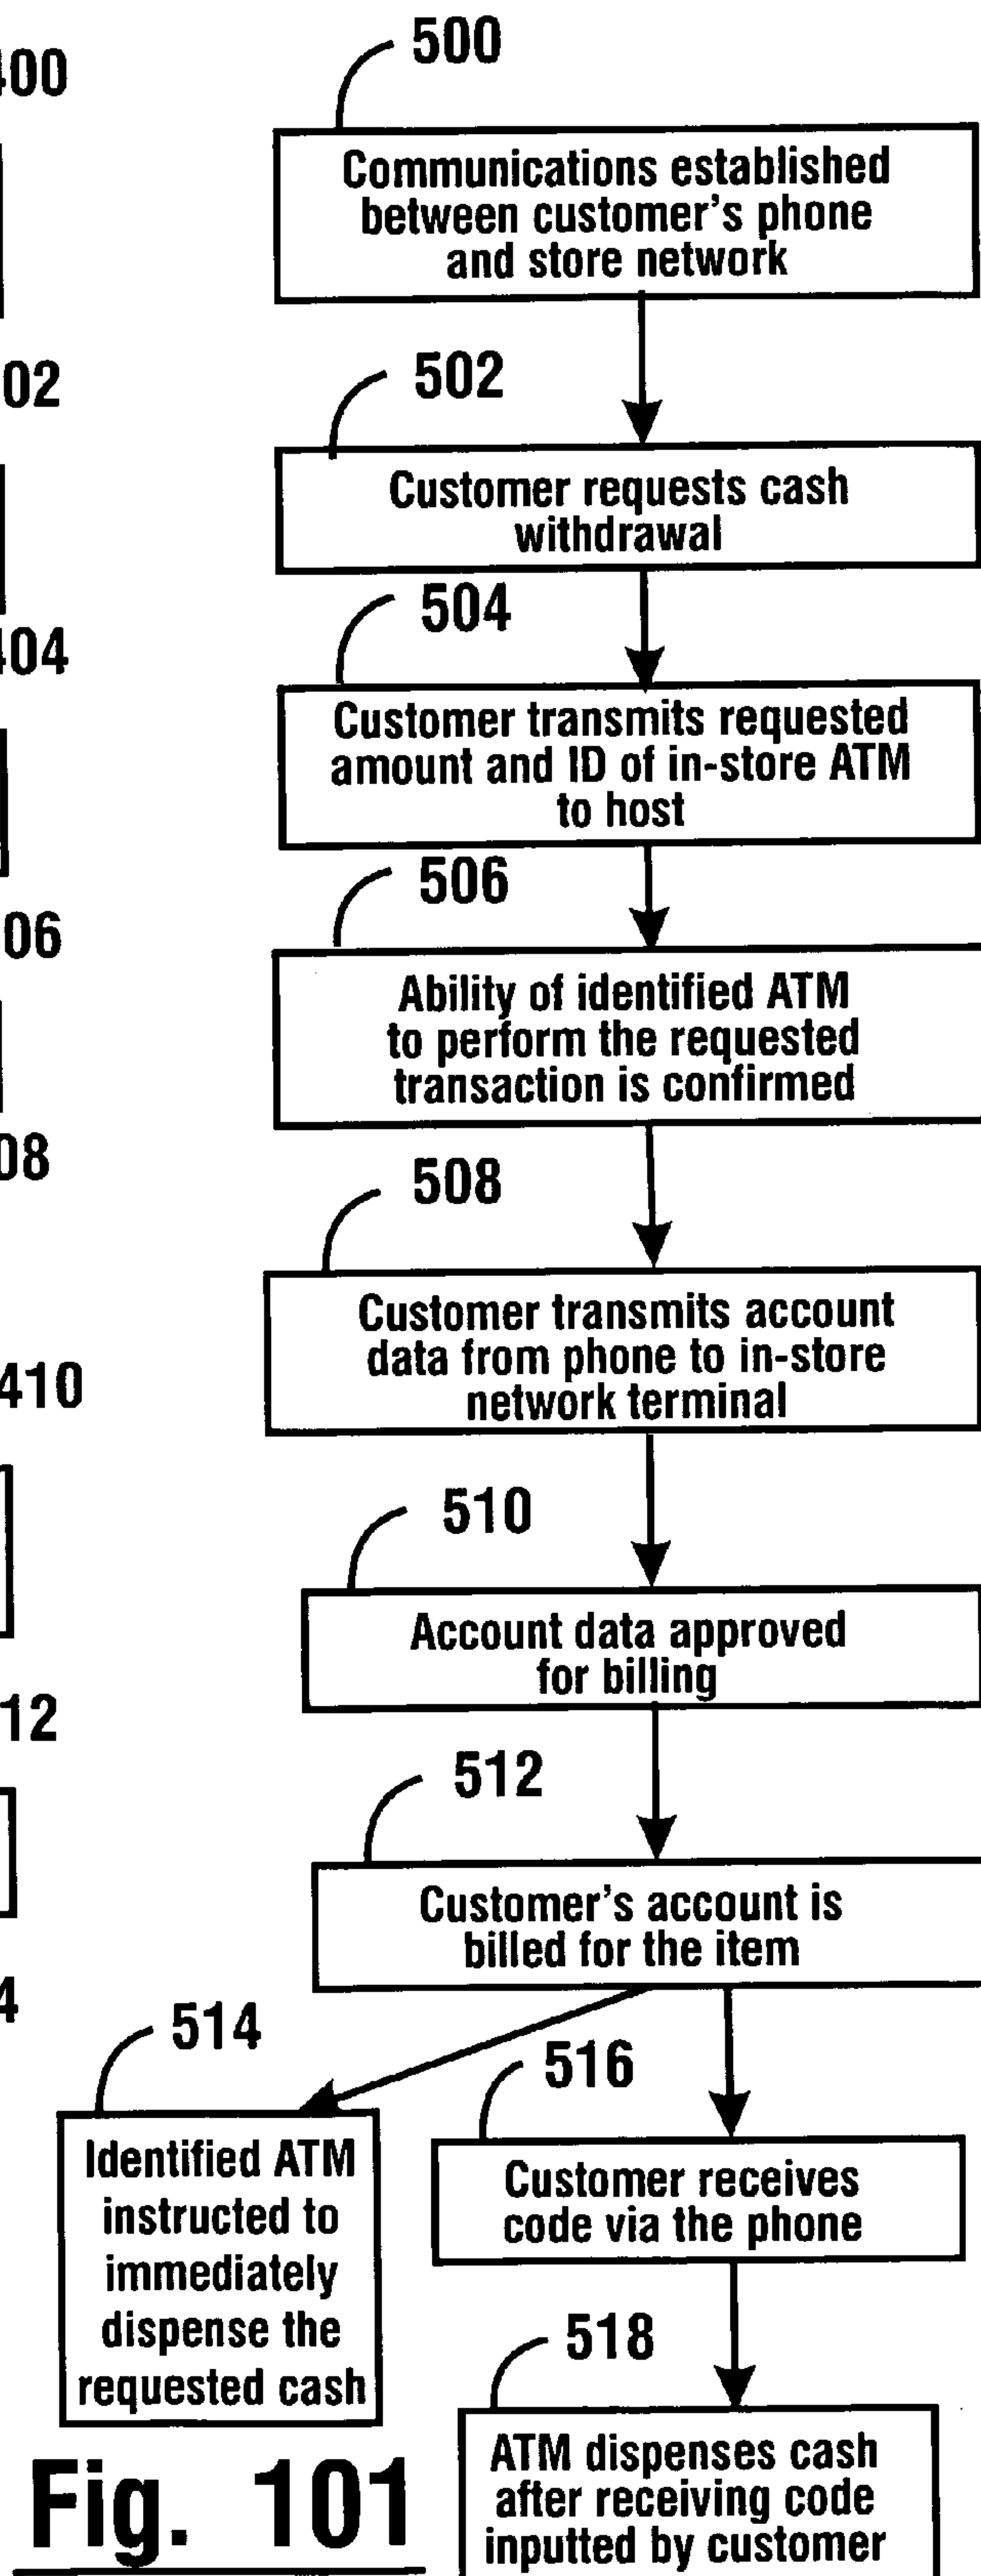 500
Communications established
between customer's phone
and store network
502
Customer requests cash
withdrawal
504
Customer transmits requested
amount and ID of in-store ATM
to host
506
Ability of identified ATM
to perform the requested
transaction is confirmed
508
Customer transmits account
data from phone to in-store
network terminal
510
Account data approved
for billing
512
Customer's account is
billed for the item
514
Identified ATM
instructed to
immediately
dispense the
requested cash
516
Customer receives
code via the phone
518
ATM dispenses cash
after receiving code
inputted by customer
Fig. 101
00
02
04
06
08
410
12
4